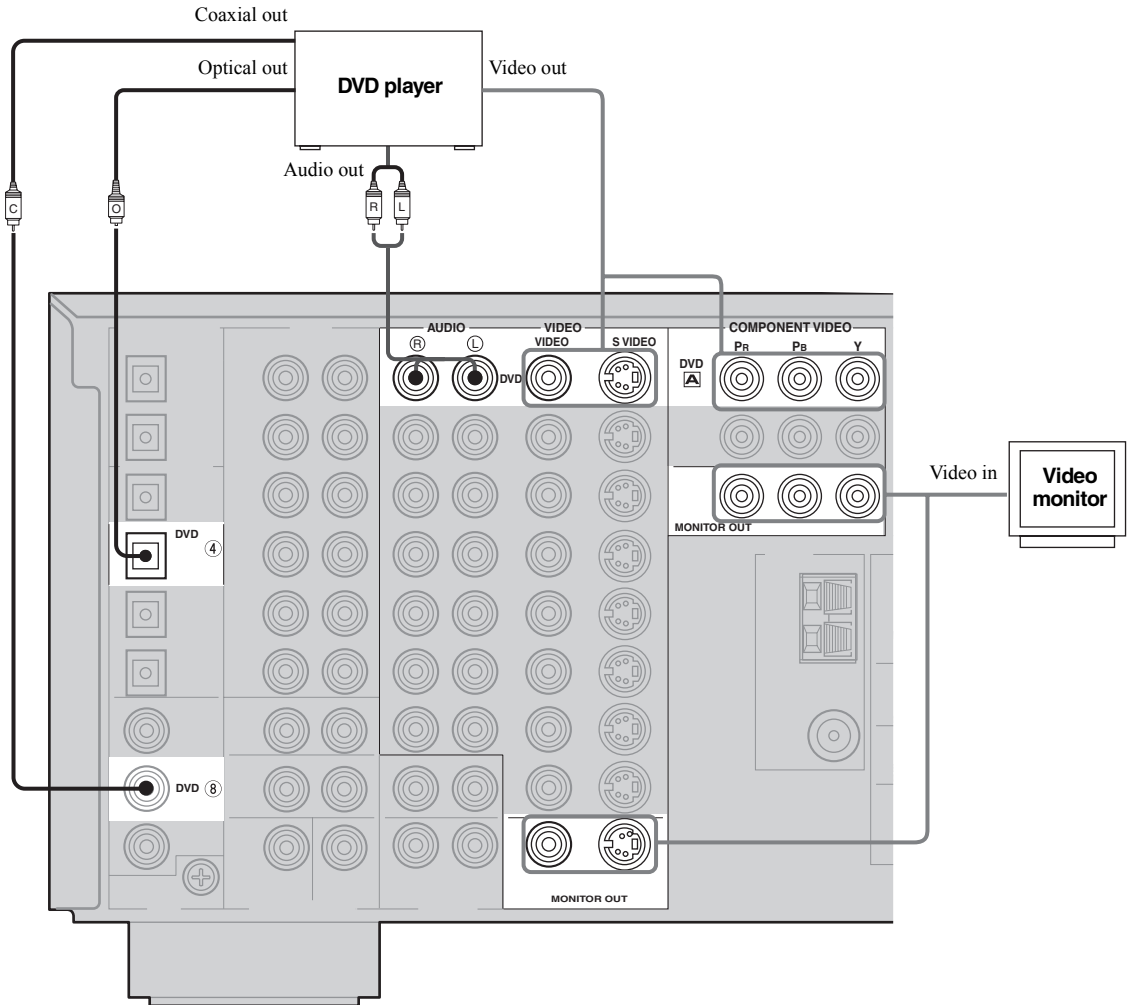 Coaxial out
Optical out
DVD player
Video out
Audio out
C
O
R
L
AUDIO
VIDEO
COMPONENT VIDEO
R
L
VIDEO
S VIDEO
PR
PB
Y
DVD
DVD
A
Video in
Video
monitor
MONITOR OUT
DVD
4
DVD
8
MONITOR OUT